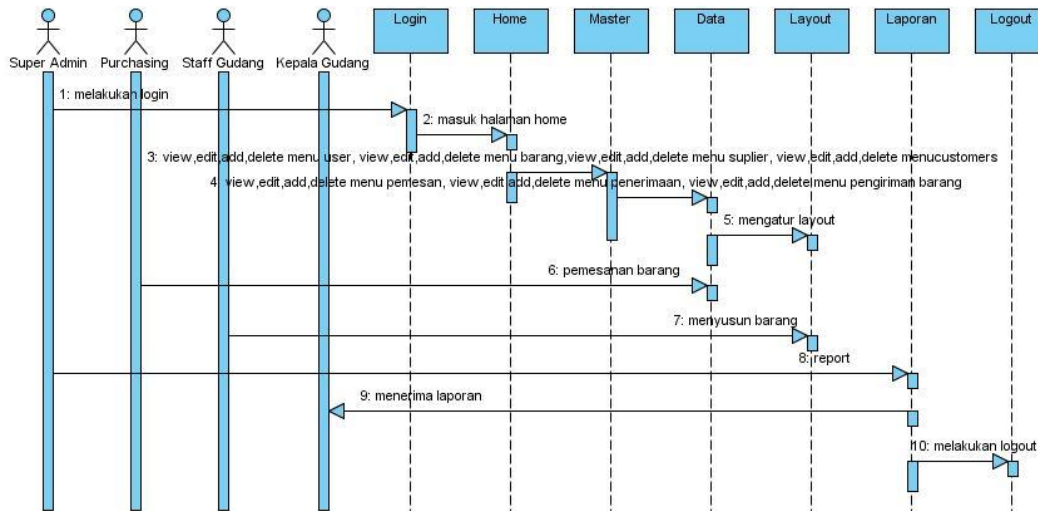 Login
Home
Master
Data
Layout
Laporan
Logout
Super Admin
Purchasing
Staff Gudang
Kepala Gudang
1: melakukan login
2: masuk halaman home
3: view,edit,add,delete menu user, view,edit,add,delete menu barang,view,edit,add,delete menu suplier, view,edit,add,delete menucustomers
4: view,edit,add,delete menu pemesan, view,edit,add,delete menu penerimaan, view,edit,add,delete menu pengiriman barang
5: mengatur layout
6: pemesanan barang
7: menyusun barang
8: report
9: menerima laporan
10: melakukan logout